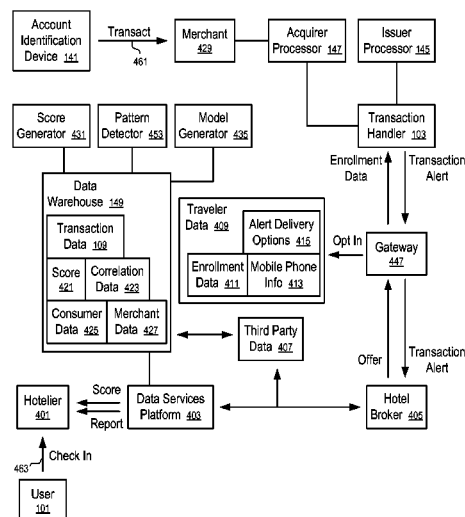 Account
Identification
Device 141
Transact
461
Merchant
429
Acquirer
Processor
147
Issuer
Processor
145
Score
Generator 431
Pattern
Detector 453
Model
Generator 435
Transaction
Handler 103
Enrollment
Data
Transaction
Alert
Data
Warehouse 149
Transaction
Data 109
Score
421
Correlation
Data 423
Consumer
Data 425
Merchant
Data 427
Traveler
Data 409
Alert Delivery
Options 415
Enrollment
Data 411
Mobile Phone
Info 413
Opt In
Gateway
447
Third Party
Data 407
Offer
Transaction
Alert
Hotelier
401
Score
Report
Data Services
Platform 403
Hotel
Broker 405
463
Check In
User
101